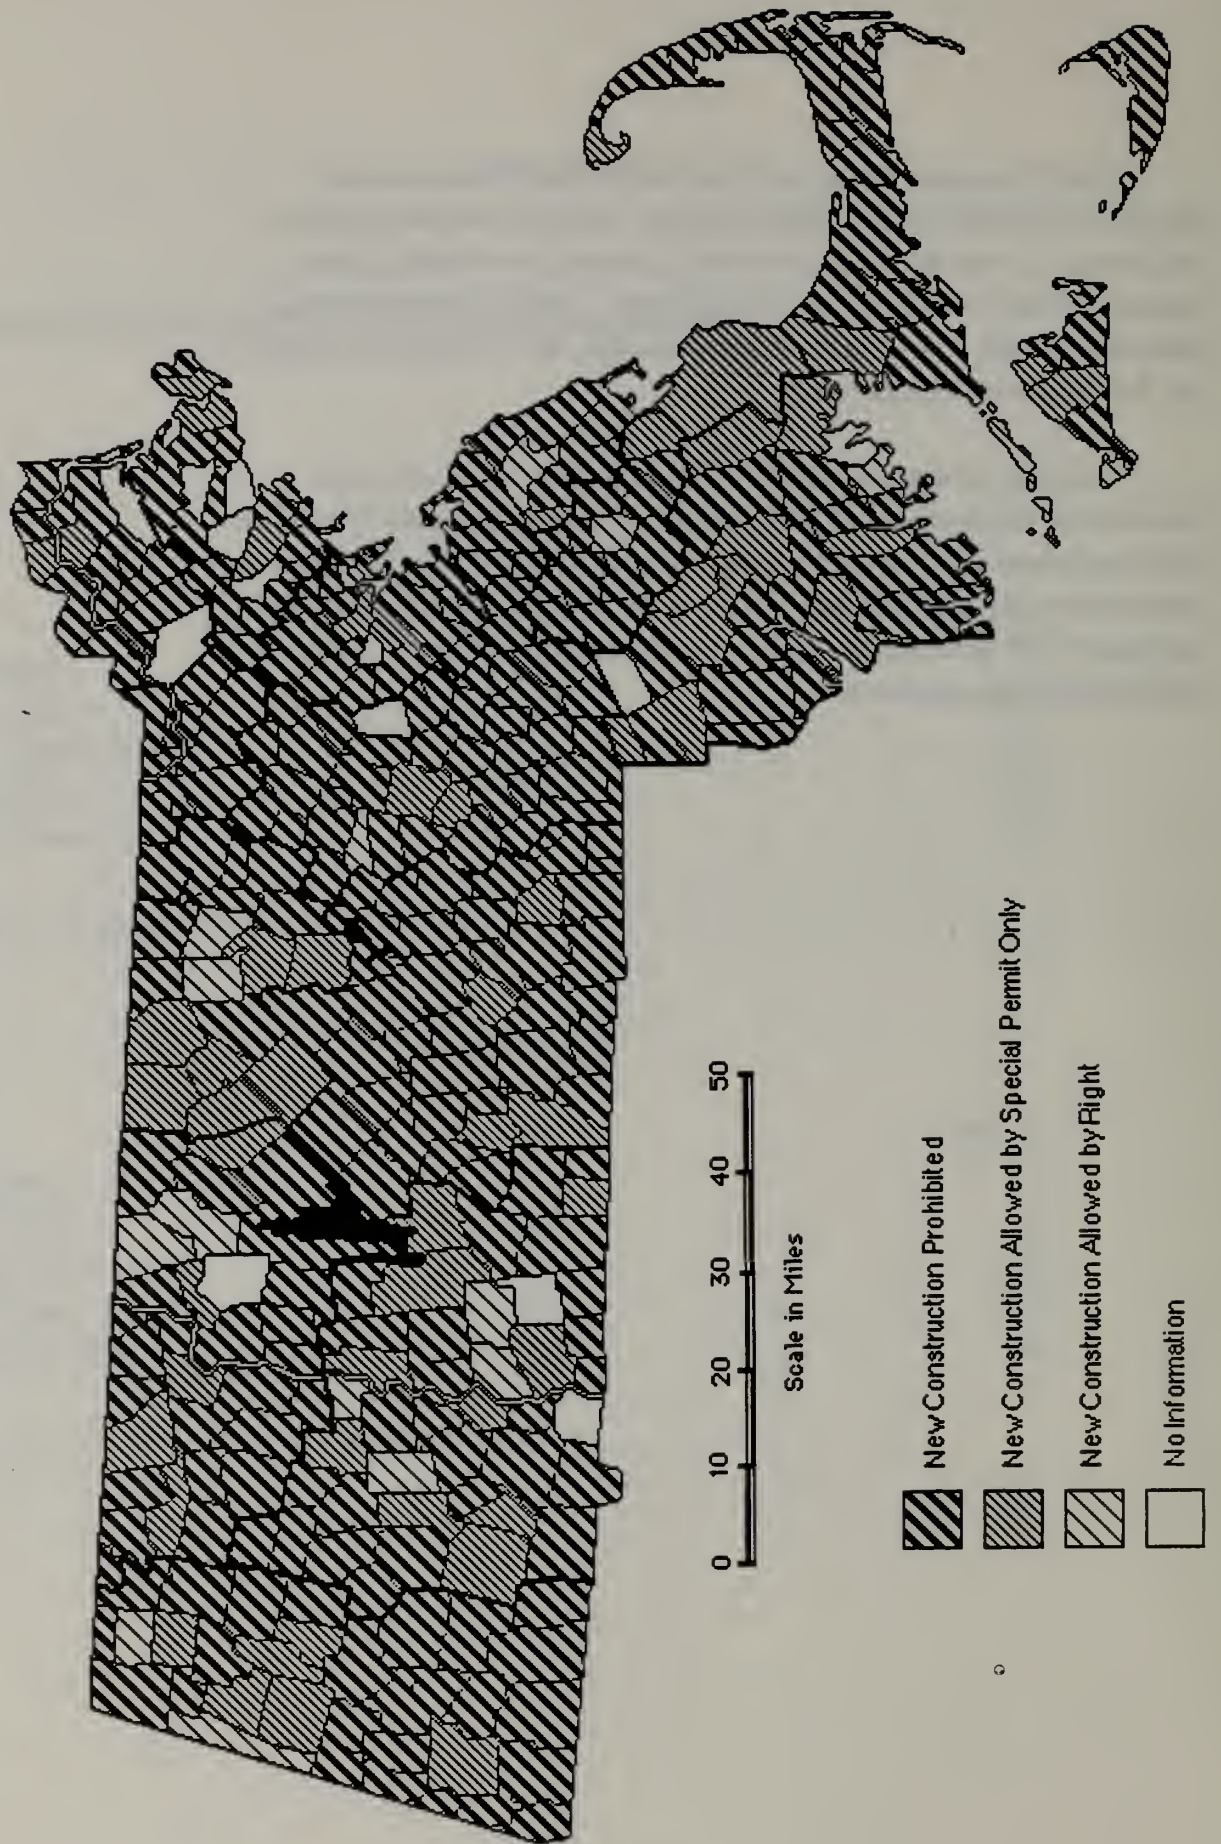 0 10 20 30 40 50
Scale in Miles
New Construction Prohibited
New Construction Allowed by Special Permit Only
New Construction Allowed by Right
No Information